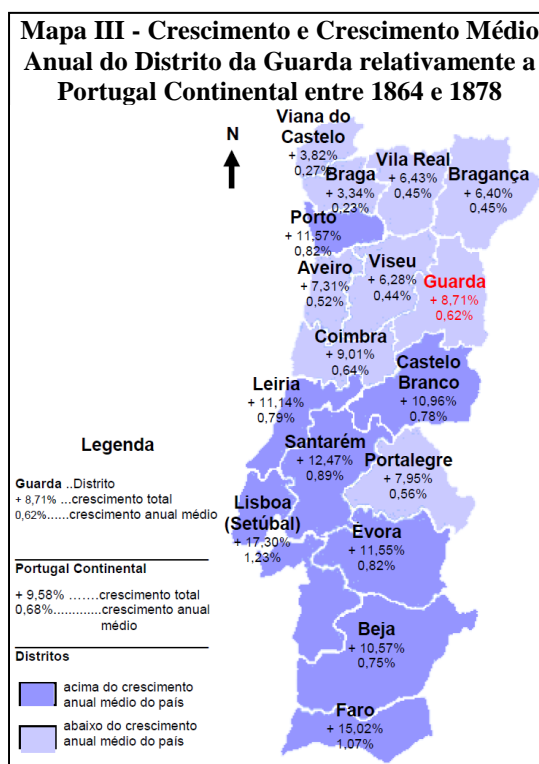 Mapa III - Crescimento e Crescimento Médio
Anual do Distrito da Guarda relativamente a
Portugal Continental entre 1864 e 1878
N
Viana do
Castelo
+ 3,82%
0,27%
Braga
+ 3,34%
0,23%
Vila Real
+ 6,43%
0,45%
Bragança
+ 6,40%
0,45%
Porto
+ 11,57%
0,82%
Aveiro
+ 7,31%
0,52%
Viseu
+ 6,28%
0,44%
Guarda
+ 8,71%
0,62%
Coimbra
+ 9,01%
0,64%
Castelo
Branco
+ 10,96%
0,78%
Leiria
+ 11,14%
0,79%
Santarém
+ 12,47%
0,89%
Portalegre
+ 7,95%
0,56%
Lisboa
(Setúbal)
+ 17,30%
1,23%
Évora
+ 11,55%
0,82%
Beja
+ 10,57%
0,75%
Faro
+ 15,02%
1,07%
Legenda
Guarda ..Distrito
+ 8,71% ...crescimento total
0,62%......crescimento anual médio
Portugal Continental
+ 9,58% .......crescimento total
0,68%.............crescimento anual
médio
Distritos
acima do crescimento
anual médio do país
abaixo do crescimento
anual médio do país